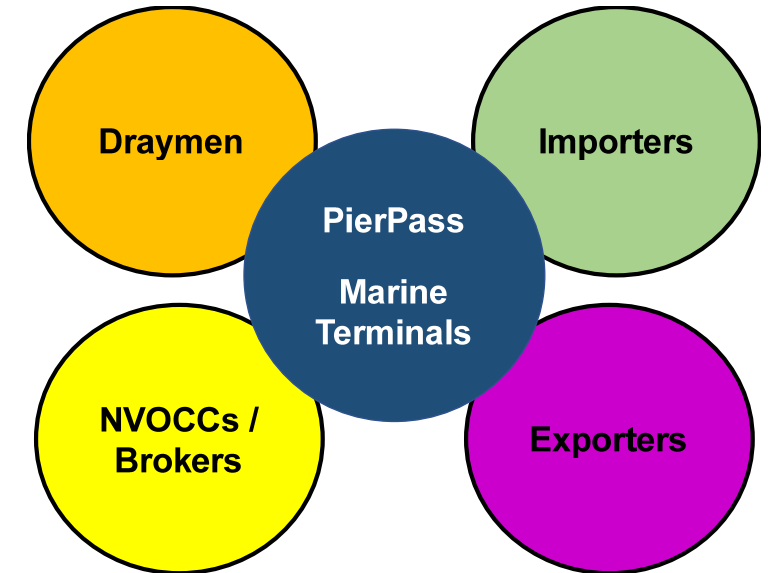 Draymen
Importers
PierPass
Marine
Terminals
NVOCCs /
Brokers
Exporters